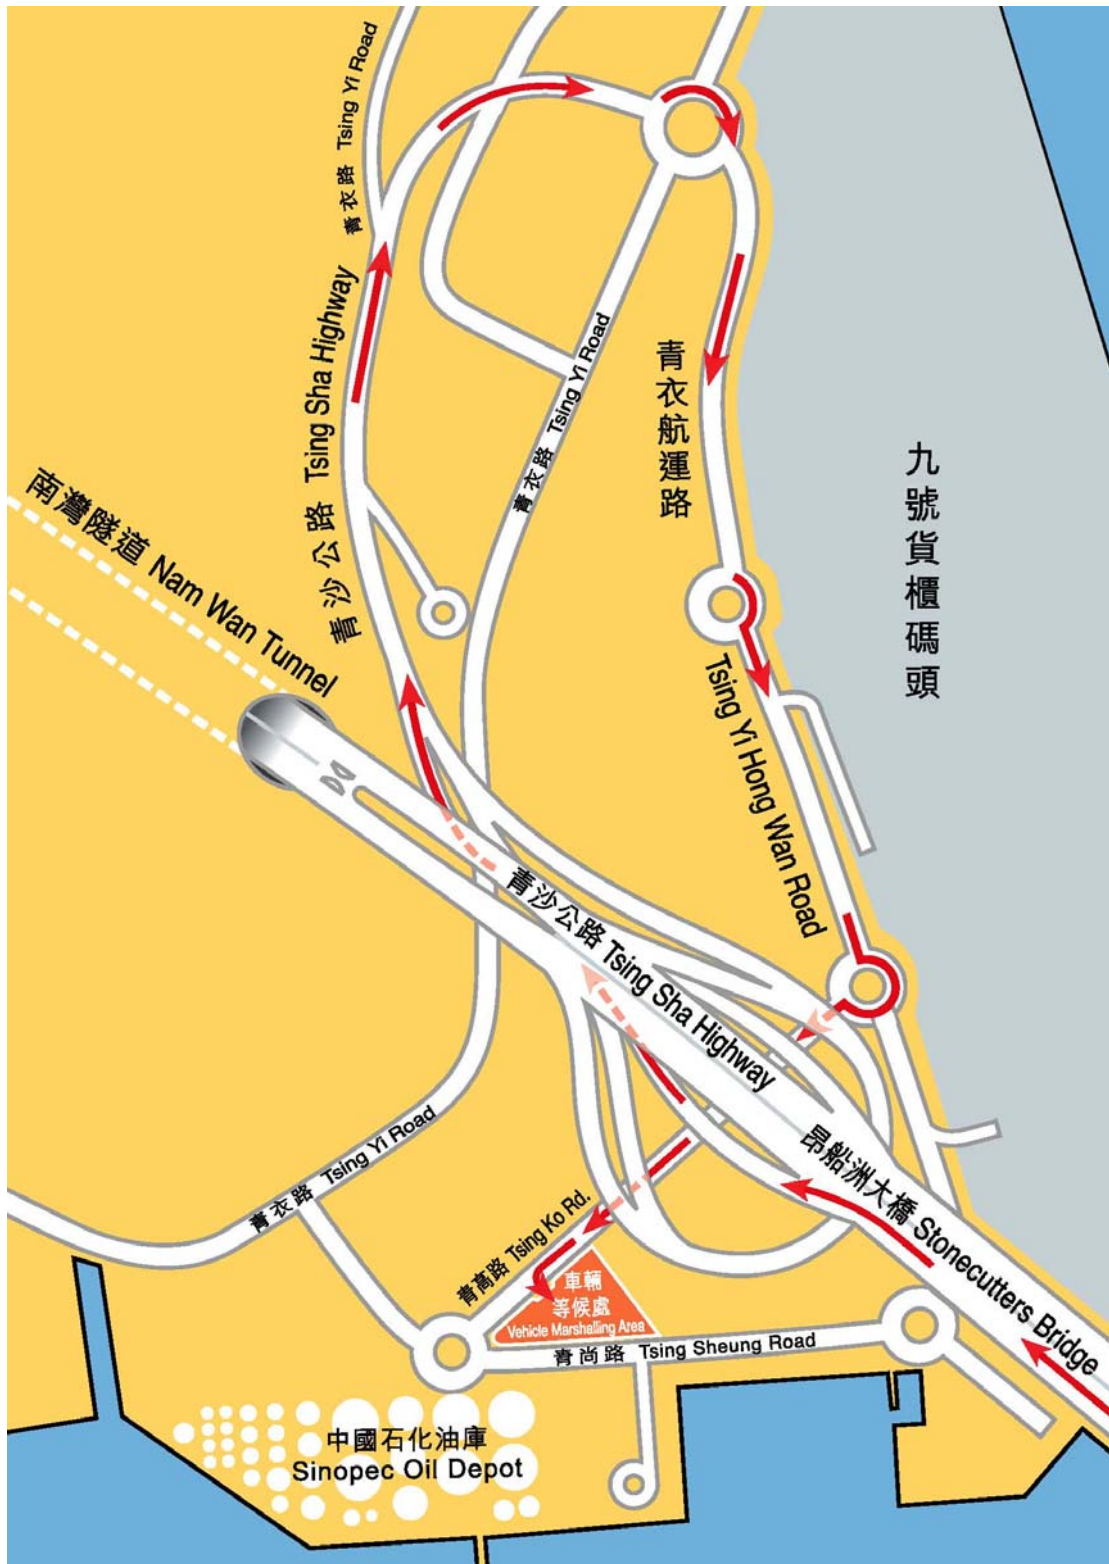 青衣路 Tsing Yi Road
青沙公路 Tsing Sha Highway
青衣路 Tsing Yi Road
青衣航運路
Tsing Yi Hong Wan Road
九號貨櫃碼頭
南灣隧道 Nam Wan Tunnel
青沙公路 Tsing Sha Highway
昂船洲大橋 Stonecutters Bridge
青衣路 Tsing Yi Road
青高路 Tsing Ko Rd.
車輛
等候處
Vehicle Marshalling Area
青尚路 Tsing Sheung Road
中國石化油庫
Sinopec Oil Depot